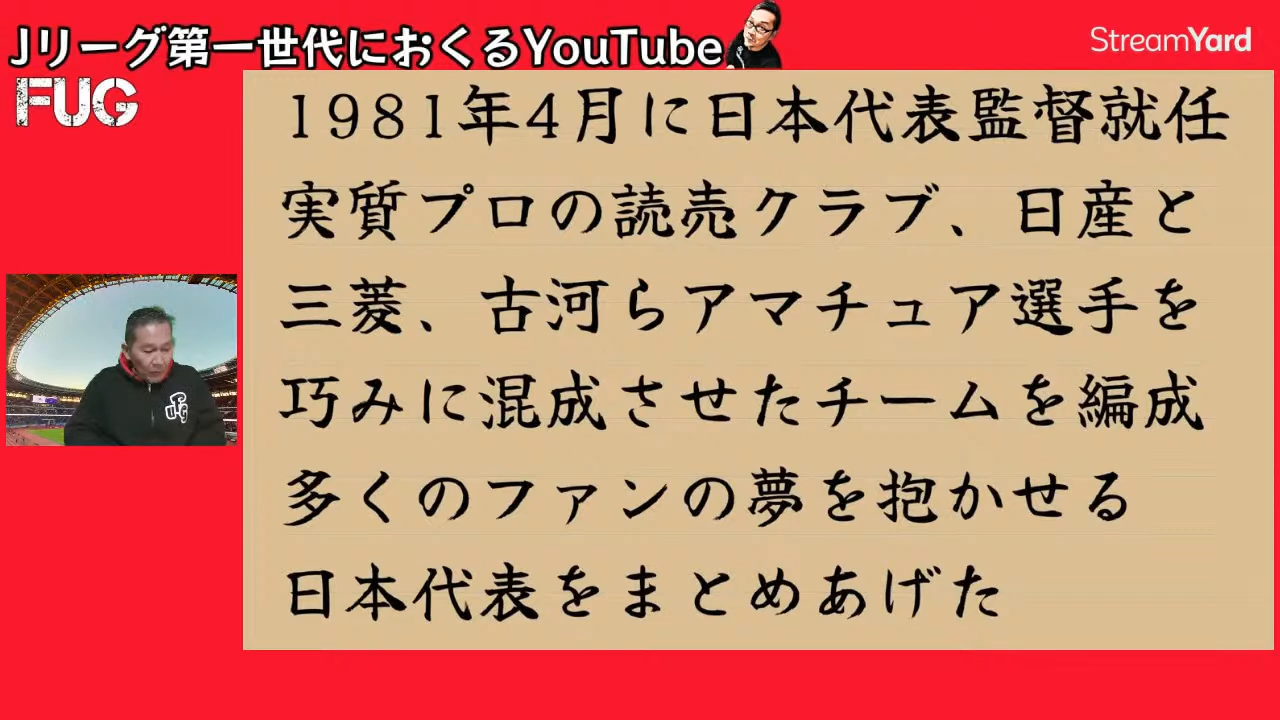 Jリーグ第一世代におくるYouTube
StreamYard
FUG
1981年4月に日本代表監督就任
実質プロの読売クラブ、日産と
三菱、古河らアマチュア選手を
巧みに混成させたチームを編成
多くのファンの夢を抱かせる
日本代表をまとめあげた